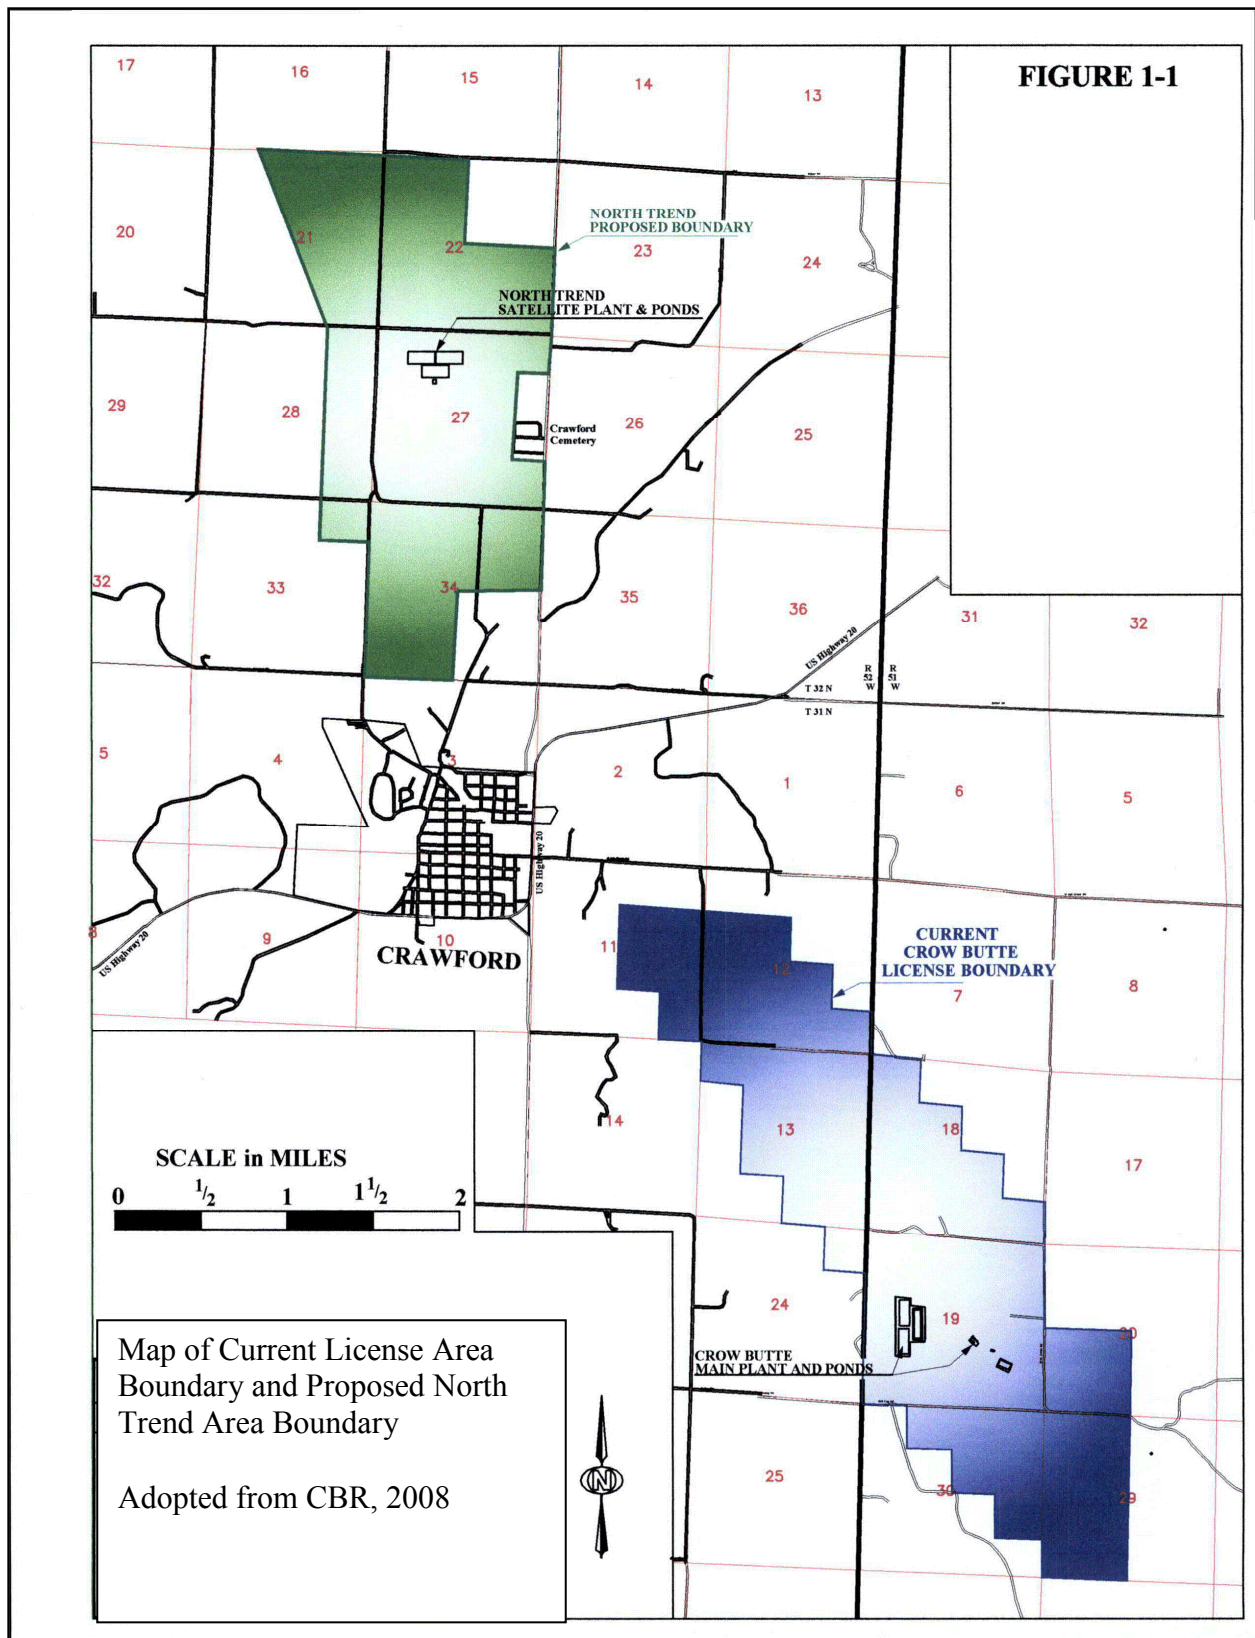 FIGURE 1-1
17
16
15
14
13
20
21
22
23
24
NORTH TREND
PROPOSED BOUNDARY
NORTH TREND
SATELLITE PLANT & PONDS
29
28
27
26
25
Crawford
Cemetery
32
33
34
35
36
31
32
US Highway 20
R
52
W
R
51
W
T 32 N
T 31 N
5
4
3
2
1
6
5
US Highway 20
8
9
10
11
12
7
8
US Highway 20
CRAWFORD
CURRENT
CROW BUTTE
LICENSE BOUNDARY
14
13
18
17
SCALE in MILES
0
1/2
1
1 1/2
2
24
19
20
CROW BUTTE
MAIN PLANT AND PONDS
Map of Current License Area
Boundary and Proposed North
Trend Area Boundary
Adopted from CBR, 2008
N
25
30
29